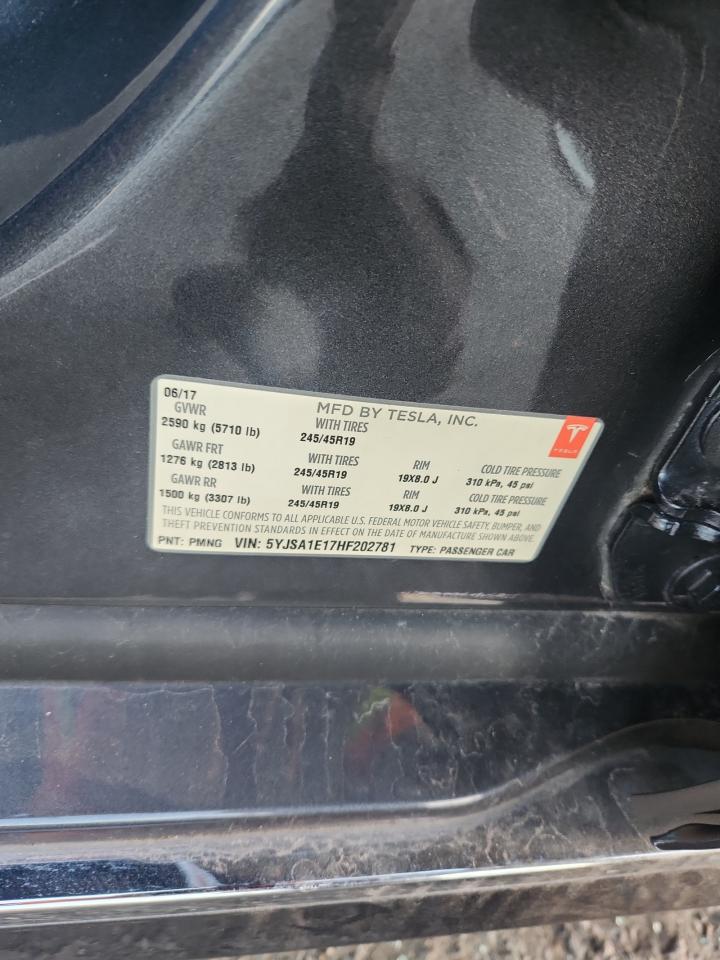 06/17
MFD BY TESLA, INC.
GVWR
WITH TIRES
2590 kg (5710 lb)
245/45R19
TESLA
GAWR FRT
WITH TIRES
RIM
COLD TIRE PRESSURE
1276 kg (2813 lb)
245/45R19
19X8.0 J
310 kPa, 45 psi
GAWR RR
WITH TIRES
RIM
COLD TIRE PRESSURE
1500 kg (3307 lb)
245/45R19
19X8.0 J
310 kPa, 45 psi
THIS VEHICLE CONFORMS TO ALL APPLICABLE U.S. FEDERAL MOTOR VEHICLE SAFETY, BUMPER, AND
THEFT PREVENTION STANDARDS IN EFFECT ON THE DATE OF MANUFACTURE SHOWN ABOVE.
PNT: PMNG VIN: 5YJSA1E17HF202781 TYPE: PASSENGER CAR